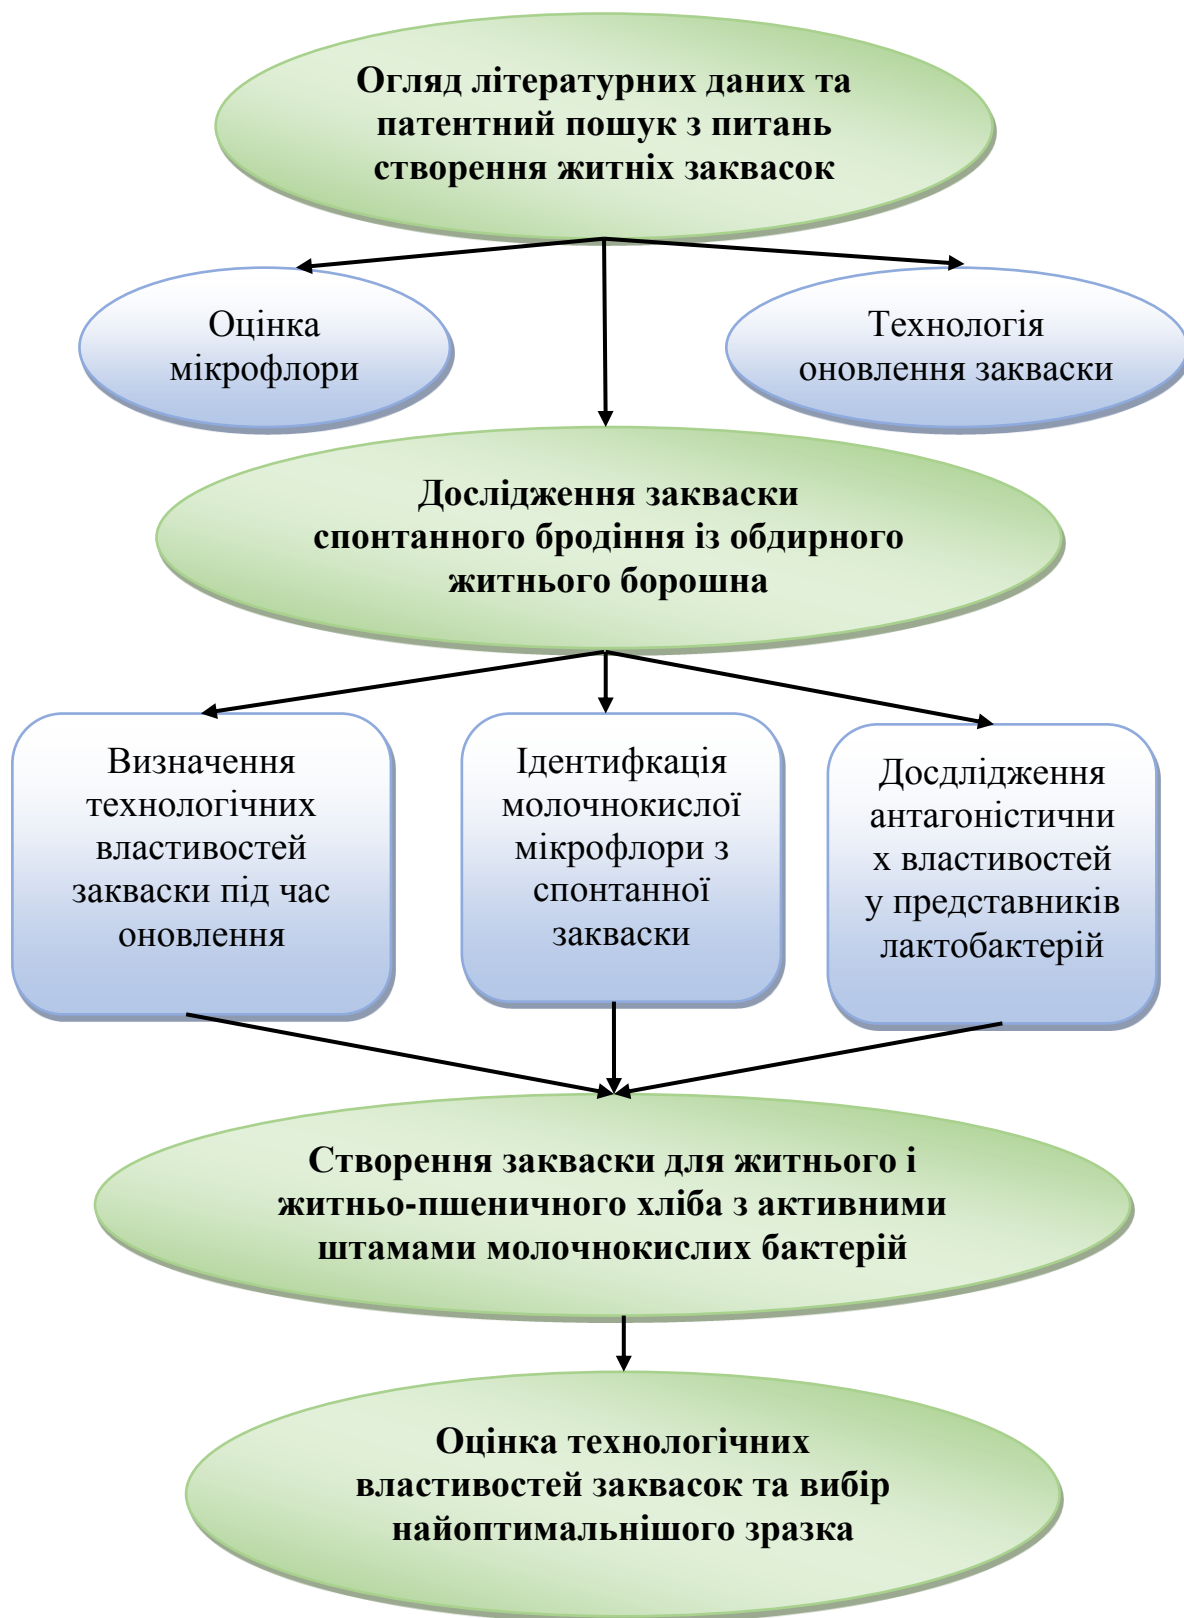 Огляд літературних даних та
патентний пошук з питань
створення житніх заквасок
Оцінка
мікрофлори
Технологія
оновлення закваски
Дослідження закваски
спонтанного бродіння із обдирного
житнього борошна
Визначення
технологічних
властивостей
закваски під час
оновлення
Ідентифкація
молочнокислої
мікрофлори з
спонтанної
закваски
Досдлідження
антагоністични
х властивостей
у представників
лактобактерій
Створення закваски для житнього і
житньо-пшеничного хліба з активними
штамами молочнокислих бактерій
Оцінка технологічних
властивостей заквасок та вибір
найоптимальнішого зразка